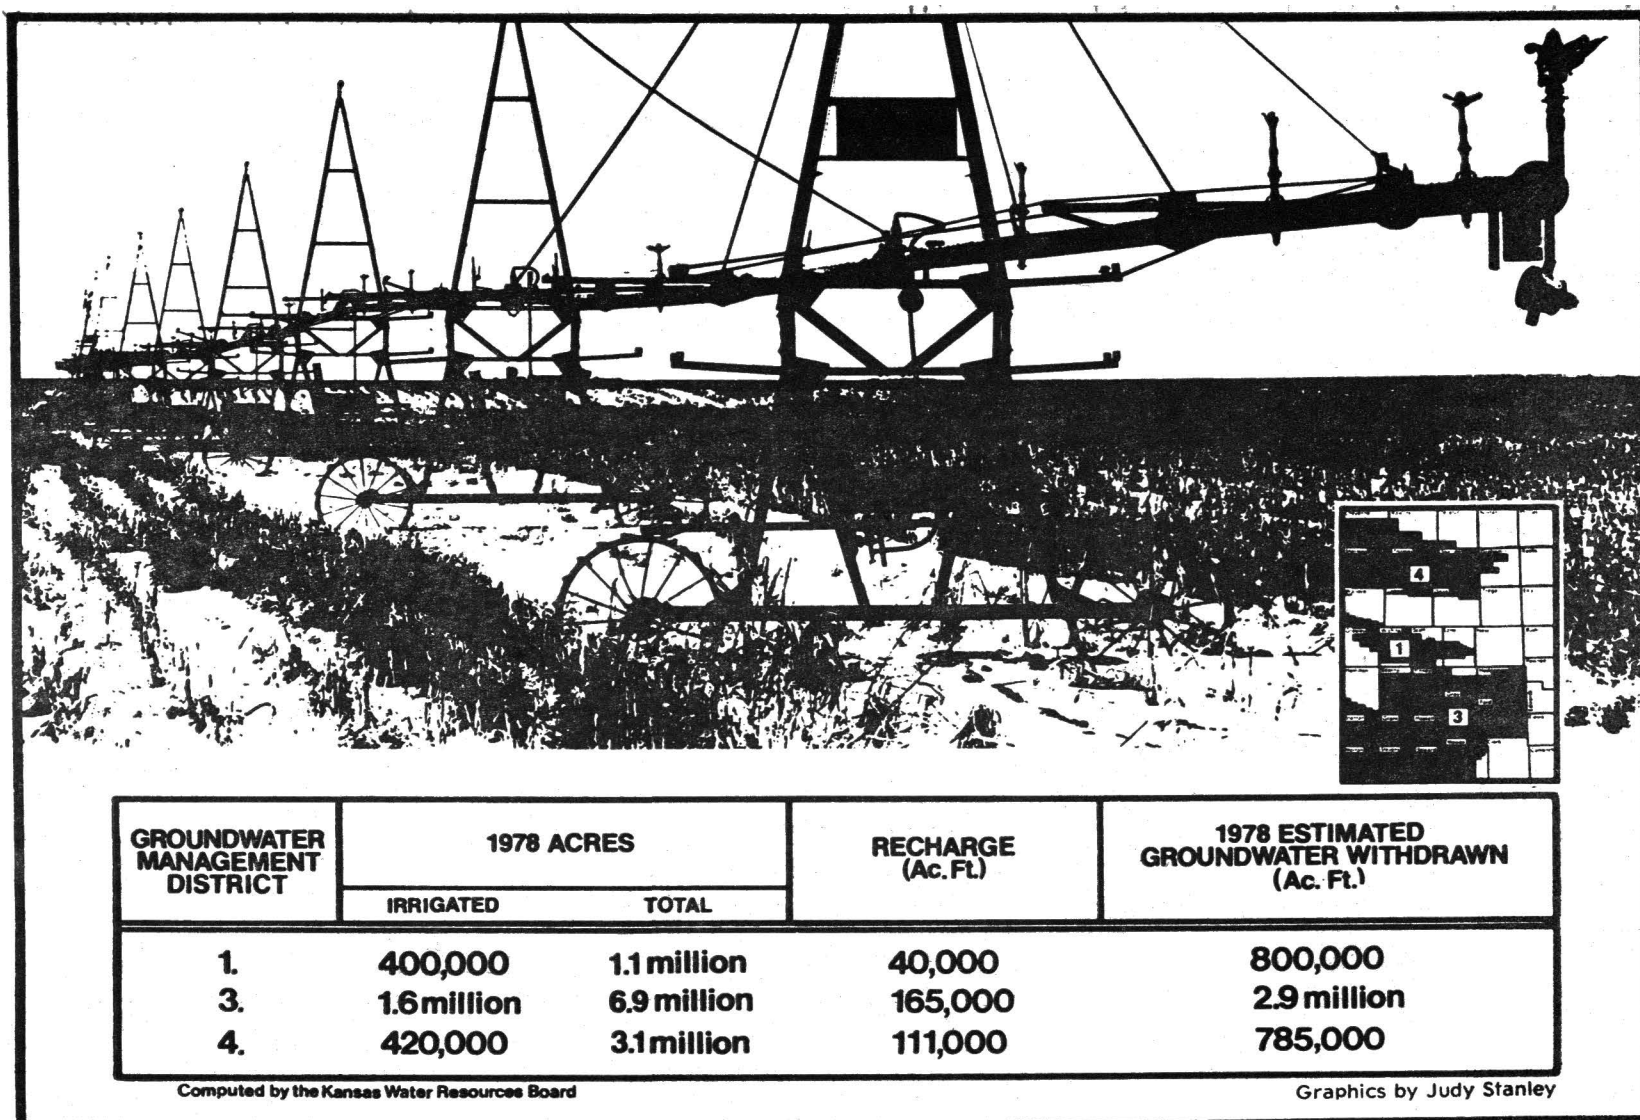 4
1
3
GROUNDWATER MANAGEMENT DISTRICT
1978 ACRES
RECHARGE (Ac. Ft.)
1978 ESTIMATED GROUNDWATER WITHDRAWN (Ac. Ft.)
IRRIGATED TOTAL
1. 400,000 1.1 million 40,000 800,000
3. 1.6 million 6.9 million 165,000 2.9 million
4. 420,000 3.1 million 111,000 785,000
Computed by the Kansas Water Resources Board
Graphics by Judy Stanley